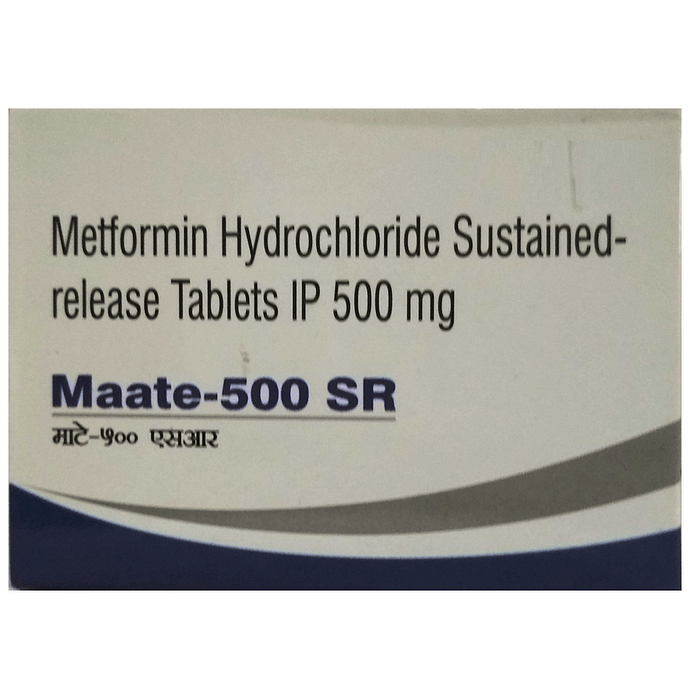 Metformin Hydrochloride Sustained-
release Tablets IP 500 mg
Maate-500 SR
माटे-५०० एसआर